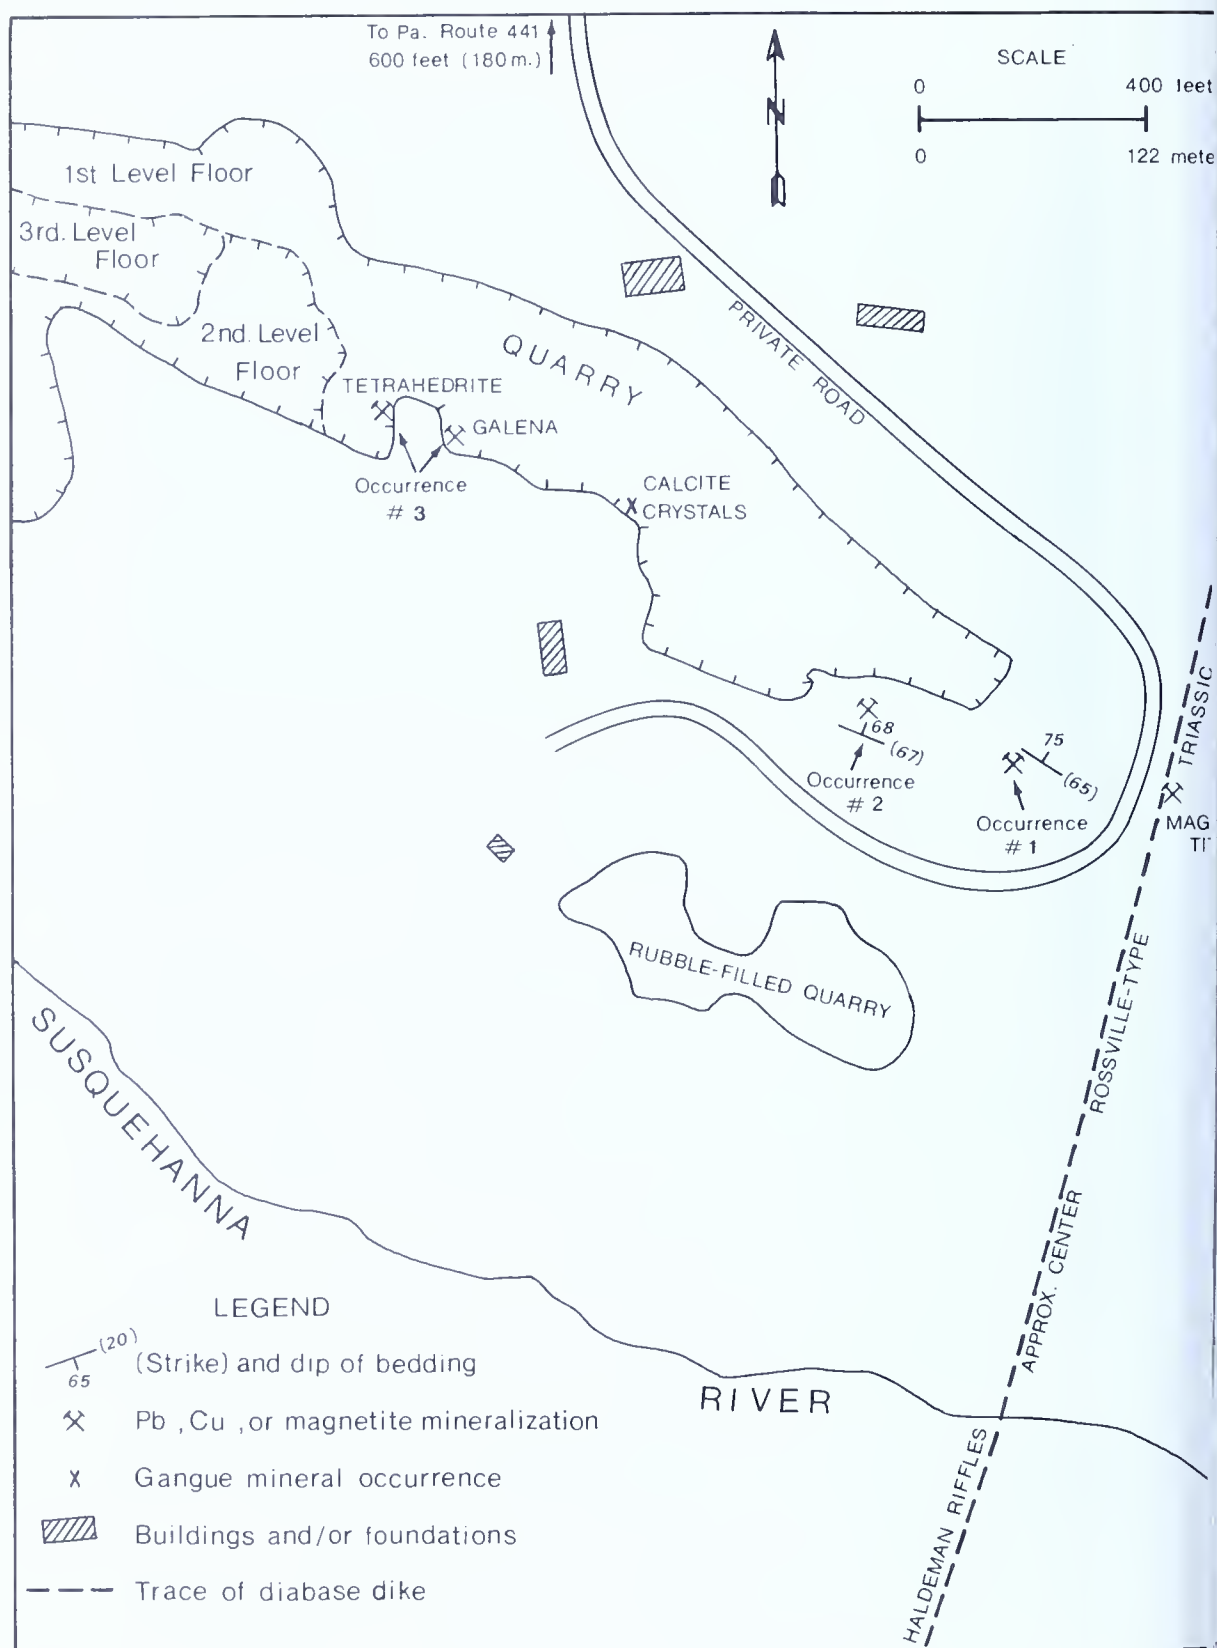 To Pa. Route 441
600 feet (180 m.)
N
SCALE
0 400 feet
0 122 mete
1st Level Floor
3rd. Level
Floor
2nd. Level
Floor
QUARRY
PRIVATE ROAD
TETRAHEDRITE
GALENA
Occurrence
# 3
CALCITE
CRYSTALS
68
(67)
Occurrence
# 2
75
(65)
Occurrence
# 1
TRIASSIC
MAG
TI
RUBBLE-FILLED QUARRY
ROSSVILLE-TYPE
APPROX. CENTER
HALDEMAN RIFFLES
SUSQUEHANNA
RIVER
LEGEND
(20)
65
(Strike) and dip of bedding
Pb , Cu , or magnetite mineralization
Gangue mineral occurrence
Buildings and/or foundations
Trace of diabase dike